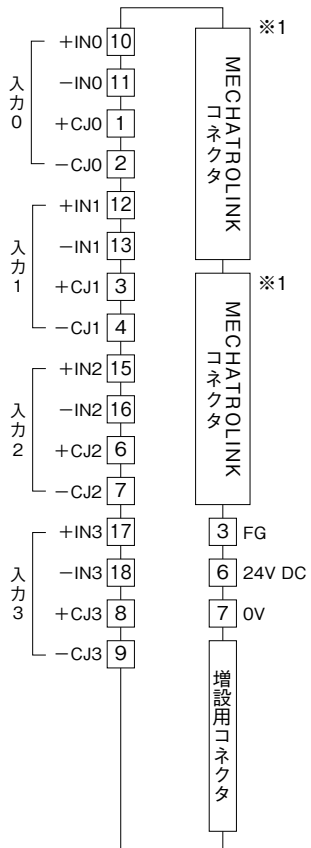 入力0
+IN0 10
−IN0 11
+CJ0 1
−CJ0 2
入力1
+IN1 12
−IN1 13
+CJ1 3
−CJ1 4
入力2
+IN2 15
−IN2 16
+CJ2 6
−CJ2 7
入力3
+IN3 17
−IN3 18
+CJ3 8
−CJ3 9
※1
MECHATROLINK
コネクタ
※1
MECHATROLINK
コネクタ
3 FG
6 24V DC
7 0V
増設用コネクタ